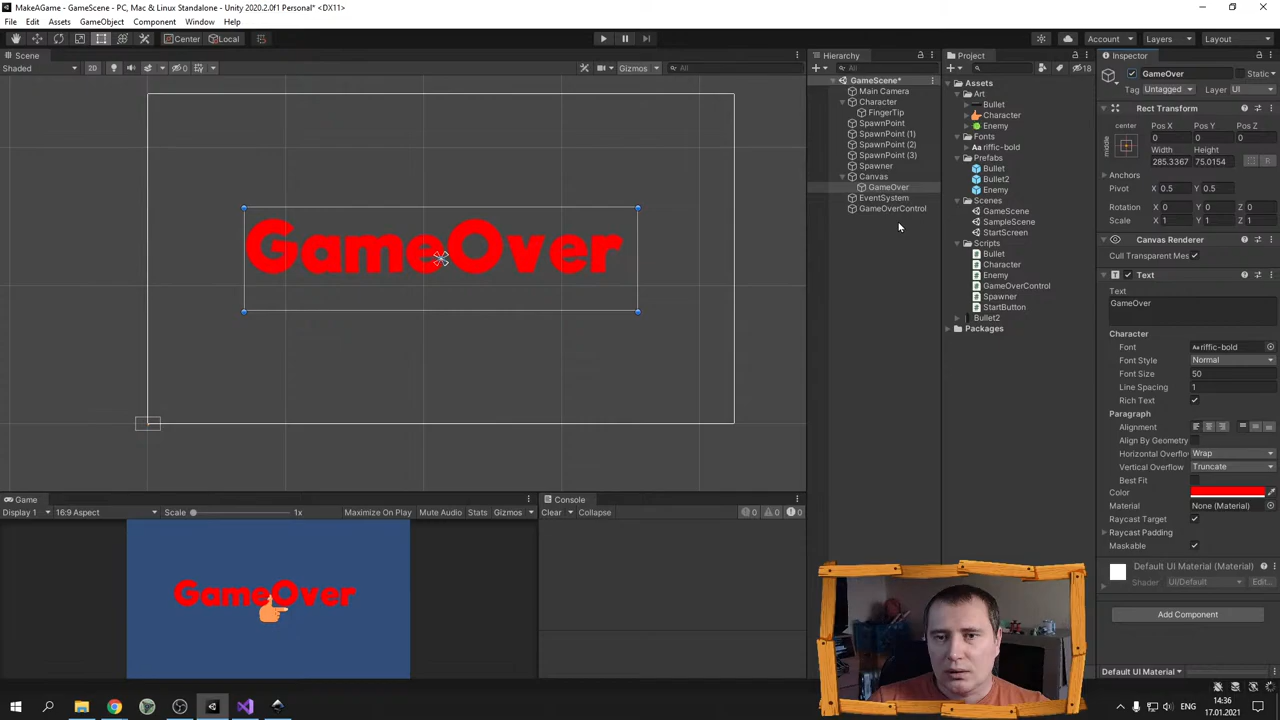 MakeAGame - GameScene - PC, Mac & Linux Standalone - Unity 2020.2.0f1 Personal* <DX11>
File Edit Assets GameObject Component Window Help
Center Local Account Layers Layout
Scene
Shaded 2D 0 Gizmos All
GameOver
Game
Display 1 16:9 Aspect Scale 1x Maximize On Play Mute Audio Stats Gizmos
GameOver
Console
Clear Collapse 0 0 0
Hierarchy
All
GameScene*
Main Camera
Character
FingerTip
SpawnPoint
SpawnPoint (1)
SpawnPoint (2)
SpawnPoint (3)
Spawner
Canvas
GameOver
EventSystem
GameOverControl
Project
18
Assets
Art
Bullet
Character
Enemy
Fonts
Aa riffic-bold
Prefabs
Bullet
Bullet2
Enemy
Scenes
GameScene
SampleScene
StartScreen
Scripts
Bullet
Character
Enemy
GameOverControl
Spawner
StartButton
Bullet2
Packages
Inspector
GameOver Static
Tag Untagged Layer UI
Rect Transform
center Pos X Pos Y Pos Z
middle 0 0 0
Width Height
285.3367 75.0154 R
Anchors
Pivot X 0.5 Y 0.5
Rotation X 0 Y 0 Z 0
Scale X 1 Y 1 Z 1
Canvas Renderer
Cull Transparent Mes
Text
Text
GameOver
Character
Font Aa riffic-bold
Font Style Normal
Font Size 50
Line Spacing 1
Rich Text
Paragraph
Alignment
Align By Geometry
Horizontal Overflo Wrap
Vertical Overflow Truncate
Best Fit
Color
Material None (Material)
Raycast Target
Raycast Padding
Maskable
Default UI Material (Material)
Shader UI/Default Edit...
Add Component
Default UI Material
ENG 14:36
17.01.2021